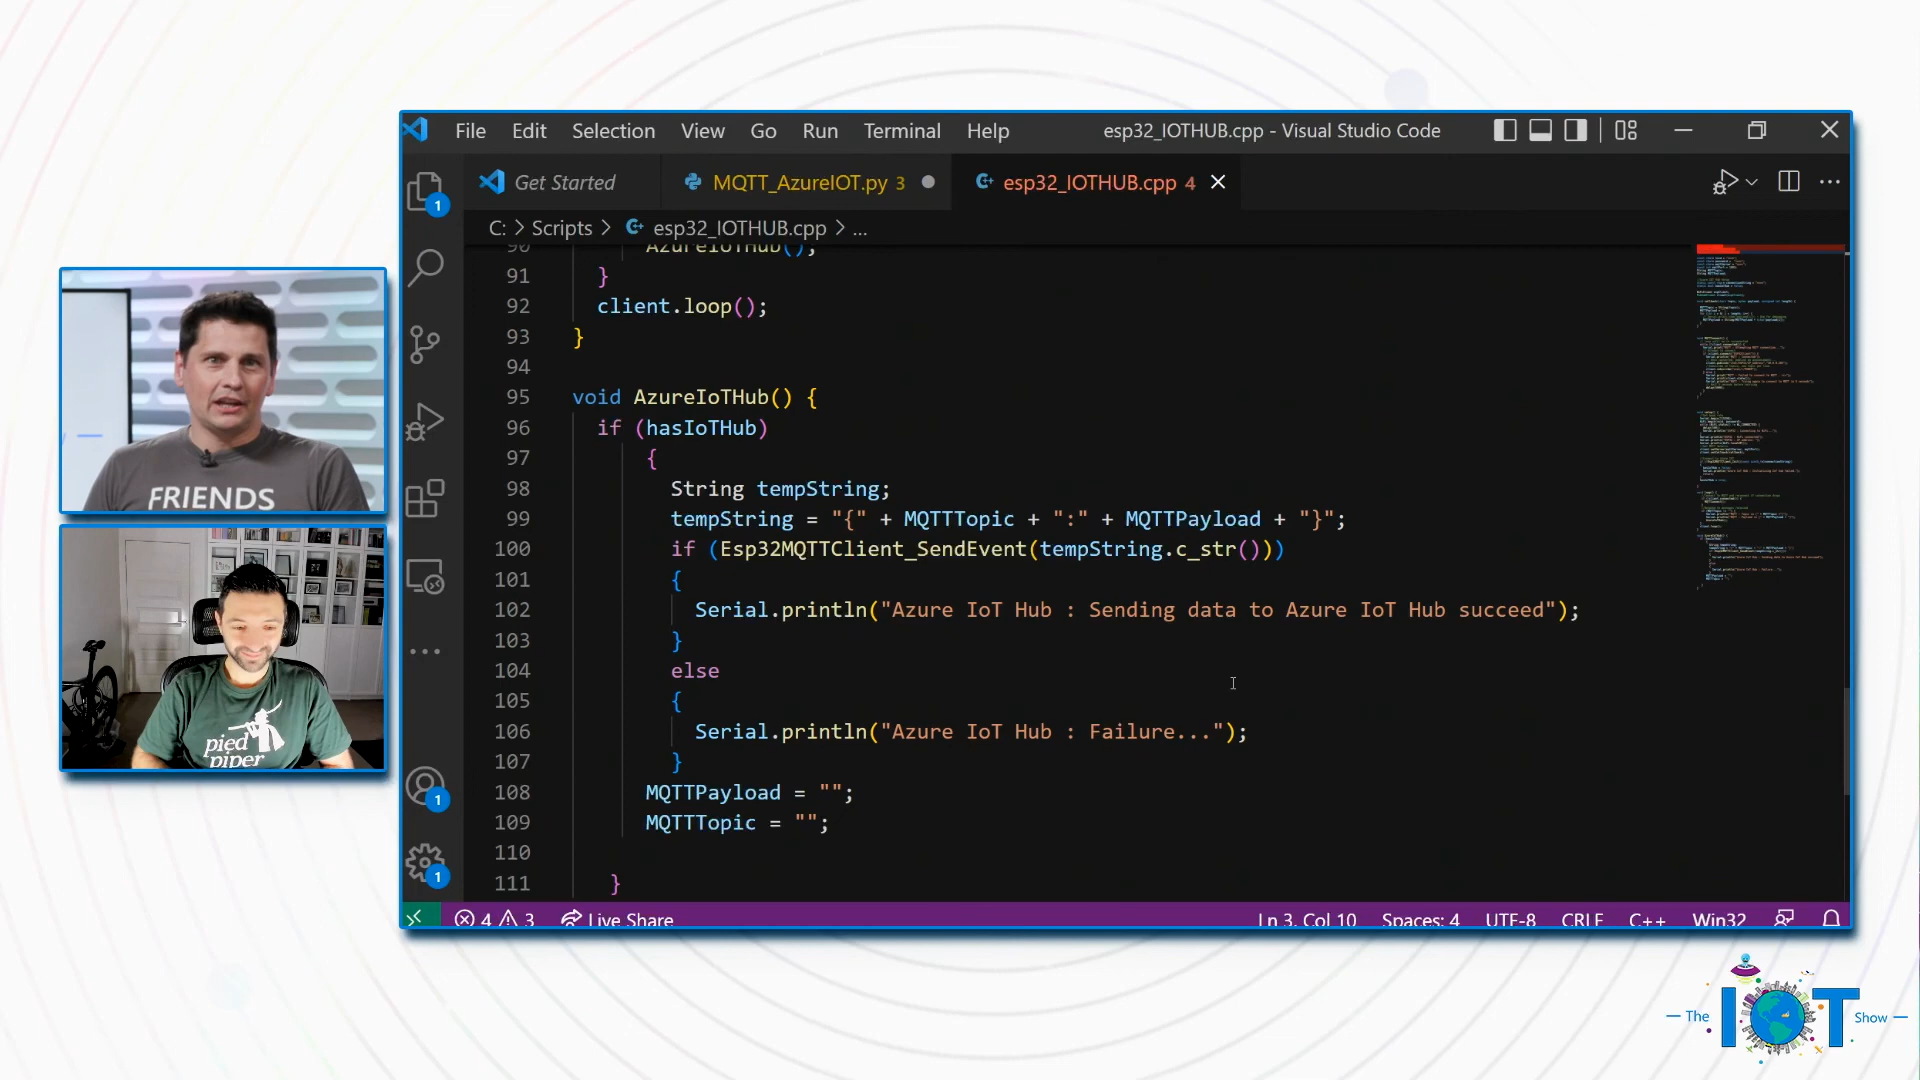 File Edit Selection View Go Run Terminal Help esp32_IOTHUB.cpp - Visual Studio Code
Get Started MQTT_AzureIOT.py 3 esp32_IOTHUB.cpp 4
C: > Scripts > esp32_IOTHUB.cpp > ...
90 AzureIoTHub();
91 }
92 client.loop();
93 }
94
95 void AzureIoTHub() {
96 if (hasIoTHub)
97 {
98 String tempString;
99 tempString = "{" + MQTTTopic + ":" + MQTTPayload + "}";
100 if (Esp32MQTTClient_SendEvent(tempString.c_str()))
101 {
102 Serial.println("Azure IoT Hub : Sending data to Azure IoT Hub succeed");
103 }
104 else
105 {
106 Serial.println("Azure IoT Hub : Failure...");
107 }
108 MQTTPayload = "";
109 MQTTTopic = "";
110
111 }
1
1
1
4 3 Live Share Ln 3, Col 10 Spaces: 4 UTF-8 CRLF C++ Win32
FRIENDS
pied
piper
The IOT Show